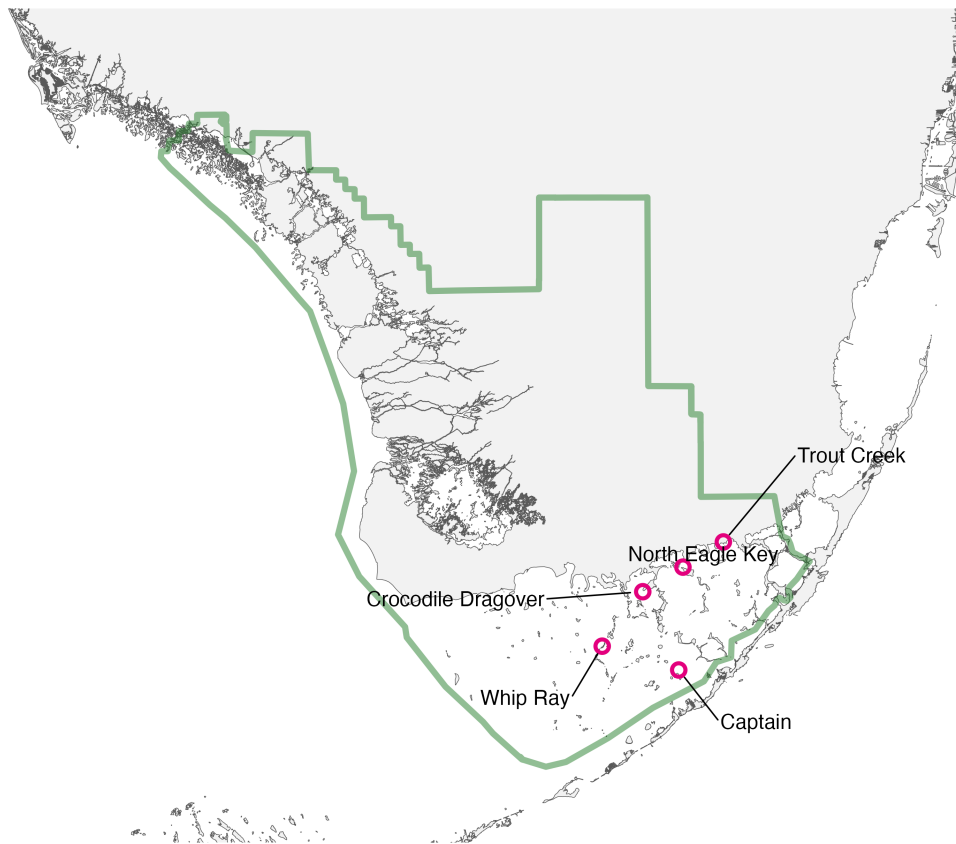 Trout Creek
North Eagle Key
Crocodile Dragover
Whip Ray
Captain